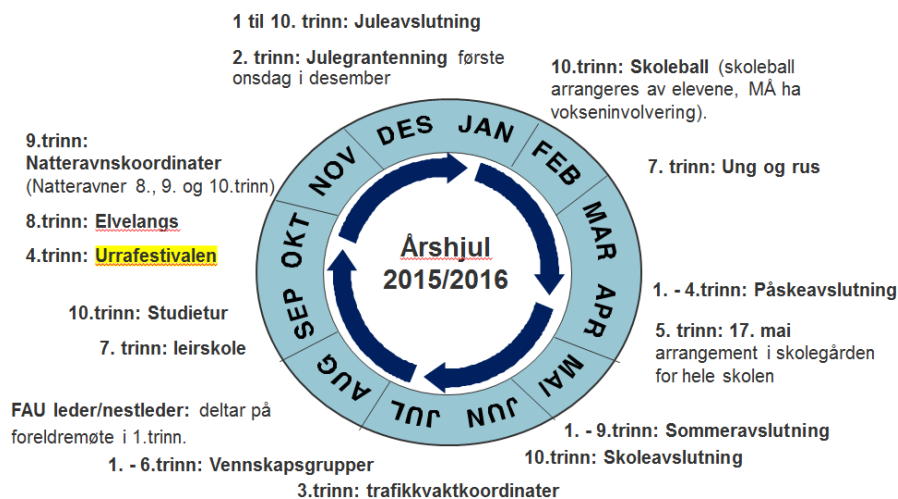 1 til 10. trinn: Juleavslutning
2. trinn: Julegrantenning første
onsdag i desember
10.trinn: Skoleball (skoleball
arrangeres av elevene, MÅ ha
vokseninvolvering).
7. trinn: Ung og rus
1. - 4.trinn: Påskeavslutning
5. trinn: 17. mai
arrangement i skolegården
for hele skolen
1. - 9.trinn: Sommeravslutning
10.trinn: Skoleavslutning
3.trinn: trafikkvaktkoordinater
1. - 6.trinn: Vennskapsgrupper
FAU leder/nestleder: deltar på
foreldremøte i 1.trinn.
7. trinn: leirskole
10.trinn: Studietur
4.trinn: Urrafestivalen
8.trinn: Elvelangs
9.trinn:
Natteravnskoordinater
(Natteravner 8., 9. og 10.trinn)
JAN
FEB
MAR
APR
MAI
JUN
JUL
AUG
SEP
OKT
NOV
DES
Årshjul
2015/2016